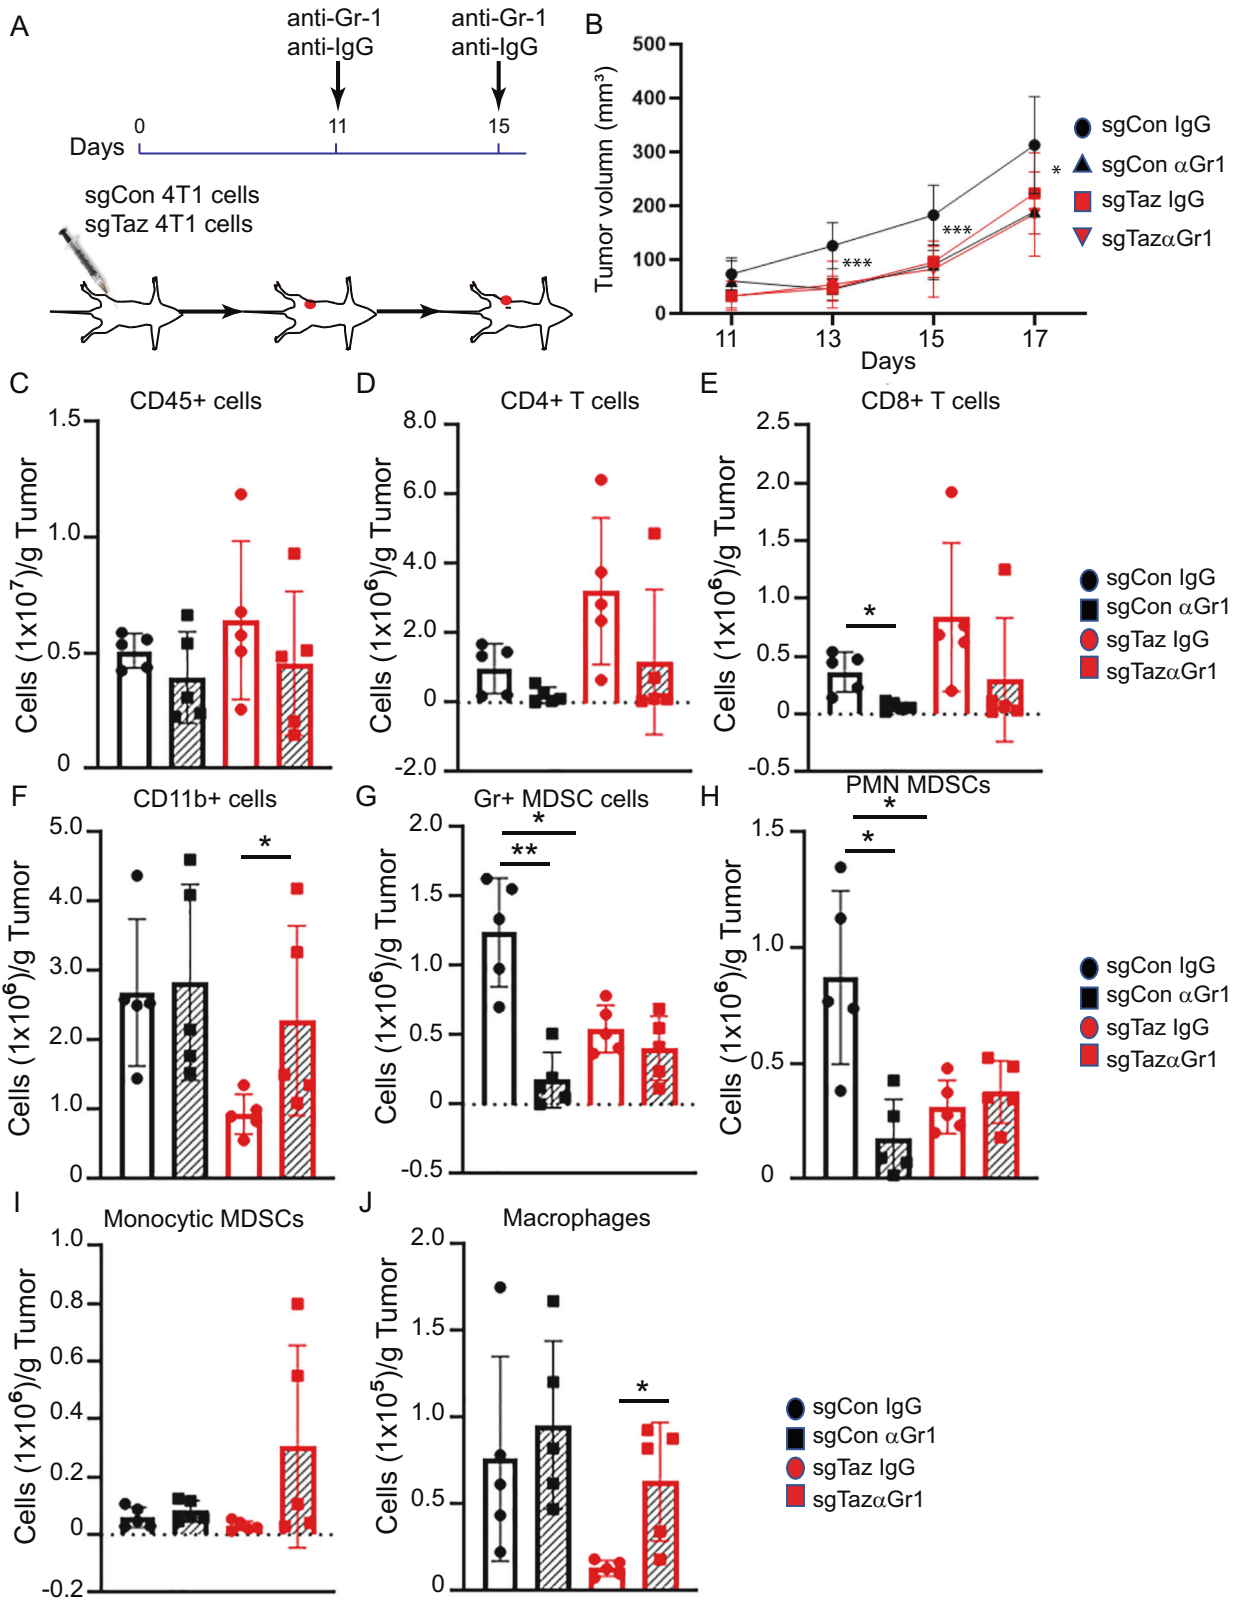 A
anti-Gr-1
anti-IgG
anti-Gr-1
anti-IgG
0
11
15
Days
sgCon 4T1 cells
sgTaz 4T1 cells
B
Tumor volumn (mm³)
500
400
300
200
100
0
***
***
*
11
13
15
17
Days
sgCon IgG
sgCon αGr1
sgTaz IgG
sgTazαGr1
C
CD45+ cells
Cells (1x10⁷)/g Tumor
1.5
1.0
0.5
0
D
CD4+ T cells
Cells (1x10⁶)/g Tumor
8.0
6.0
4.0
2.0
0
-2.0
E
CD8+ T cells
Cells (1x10⁶)/g Tumor
2.5
2.0
1.5
1.0
0.5
0
-0.5
*
sgCon IgG
sgCon αGr1
sgTaz IgG
sgTazαGr1
F
CD11b+ cells
Cells (1x10⁶)/g Tumor
5.0
4.0
3.0
2.0
1.0
0
*
G
Gr+ MDSC cells
Cells (1x10⁶)/g Tumor
2.0
1.5
1.0
0.5
0
-0.5
*
**
H
PMN MDSCs
Cells (1x10⁶)/g Tumor
1.5
1.0
0.5
0
*
*
sgCon IgG
sgCon αGr1
sgTaz IgG
sgTazαGr1
I
Monocytic MDSCs
Cells (1x10⁶)/g Tumor
1.0
0.8
0.6
0.4
0.2
0
-0.2
J
Macrophages
Cells (1x10⁵)/g Tumor
2.0
1.5
1.0
0.5
0
*
sgCon IgG
sgCon αGr1
sgTaz IgG
sgTazαGr1